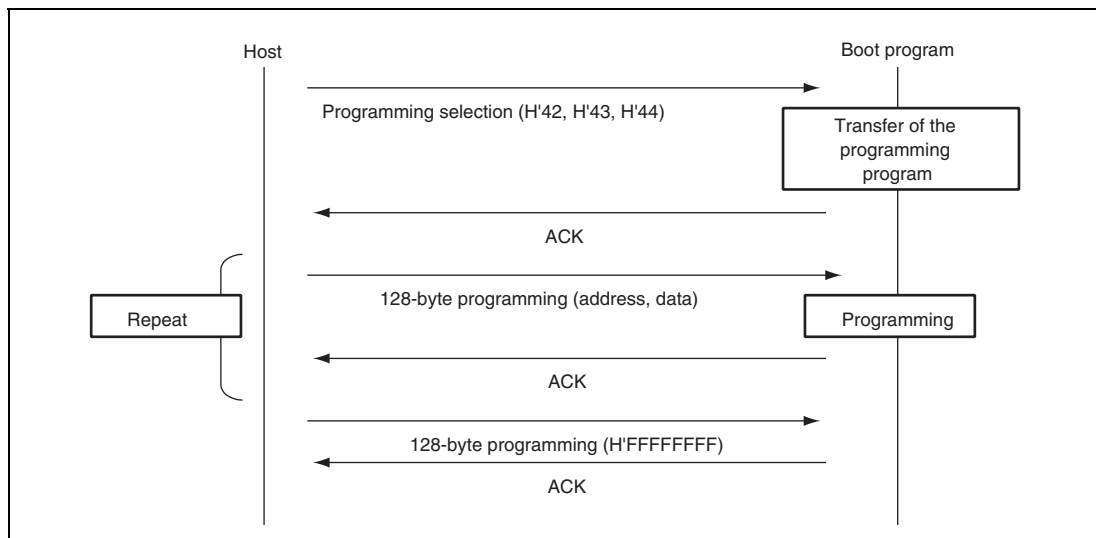 Host
Boot program
Programming selection (H'42, H'43, H'44)
Transfer of the
programming
program
ACK
128-byte programming (address, data)
Repeat
Programming
ACK
128-byte programming (H'FFFFFFFF)
ACK